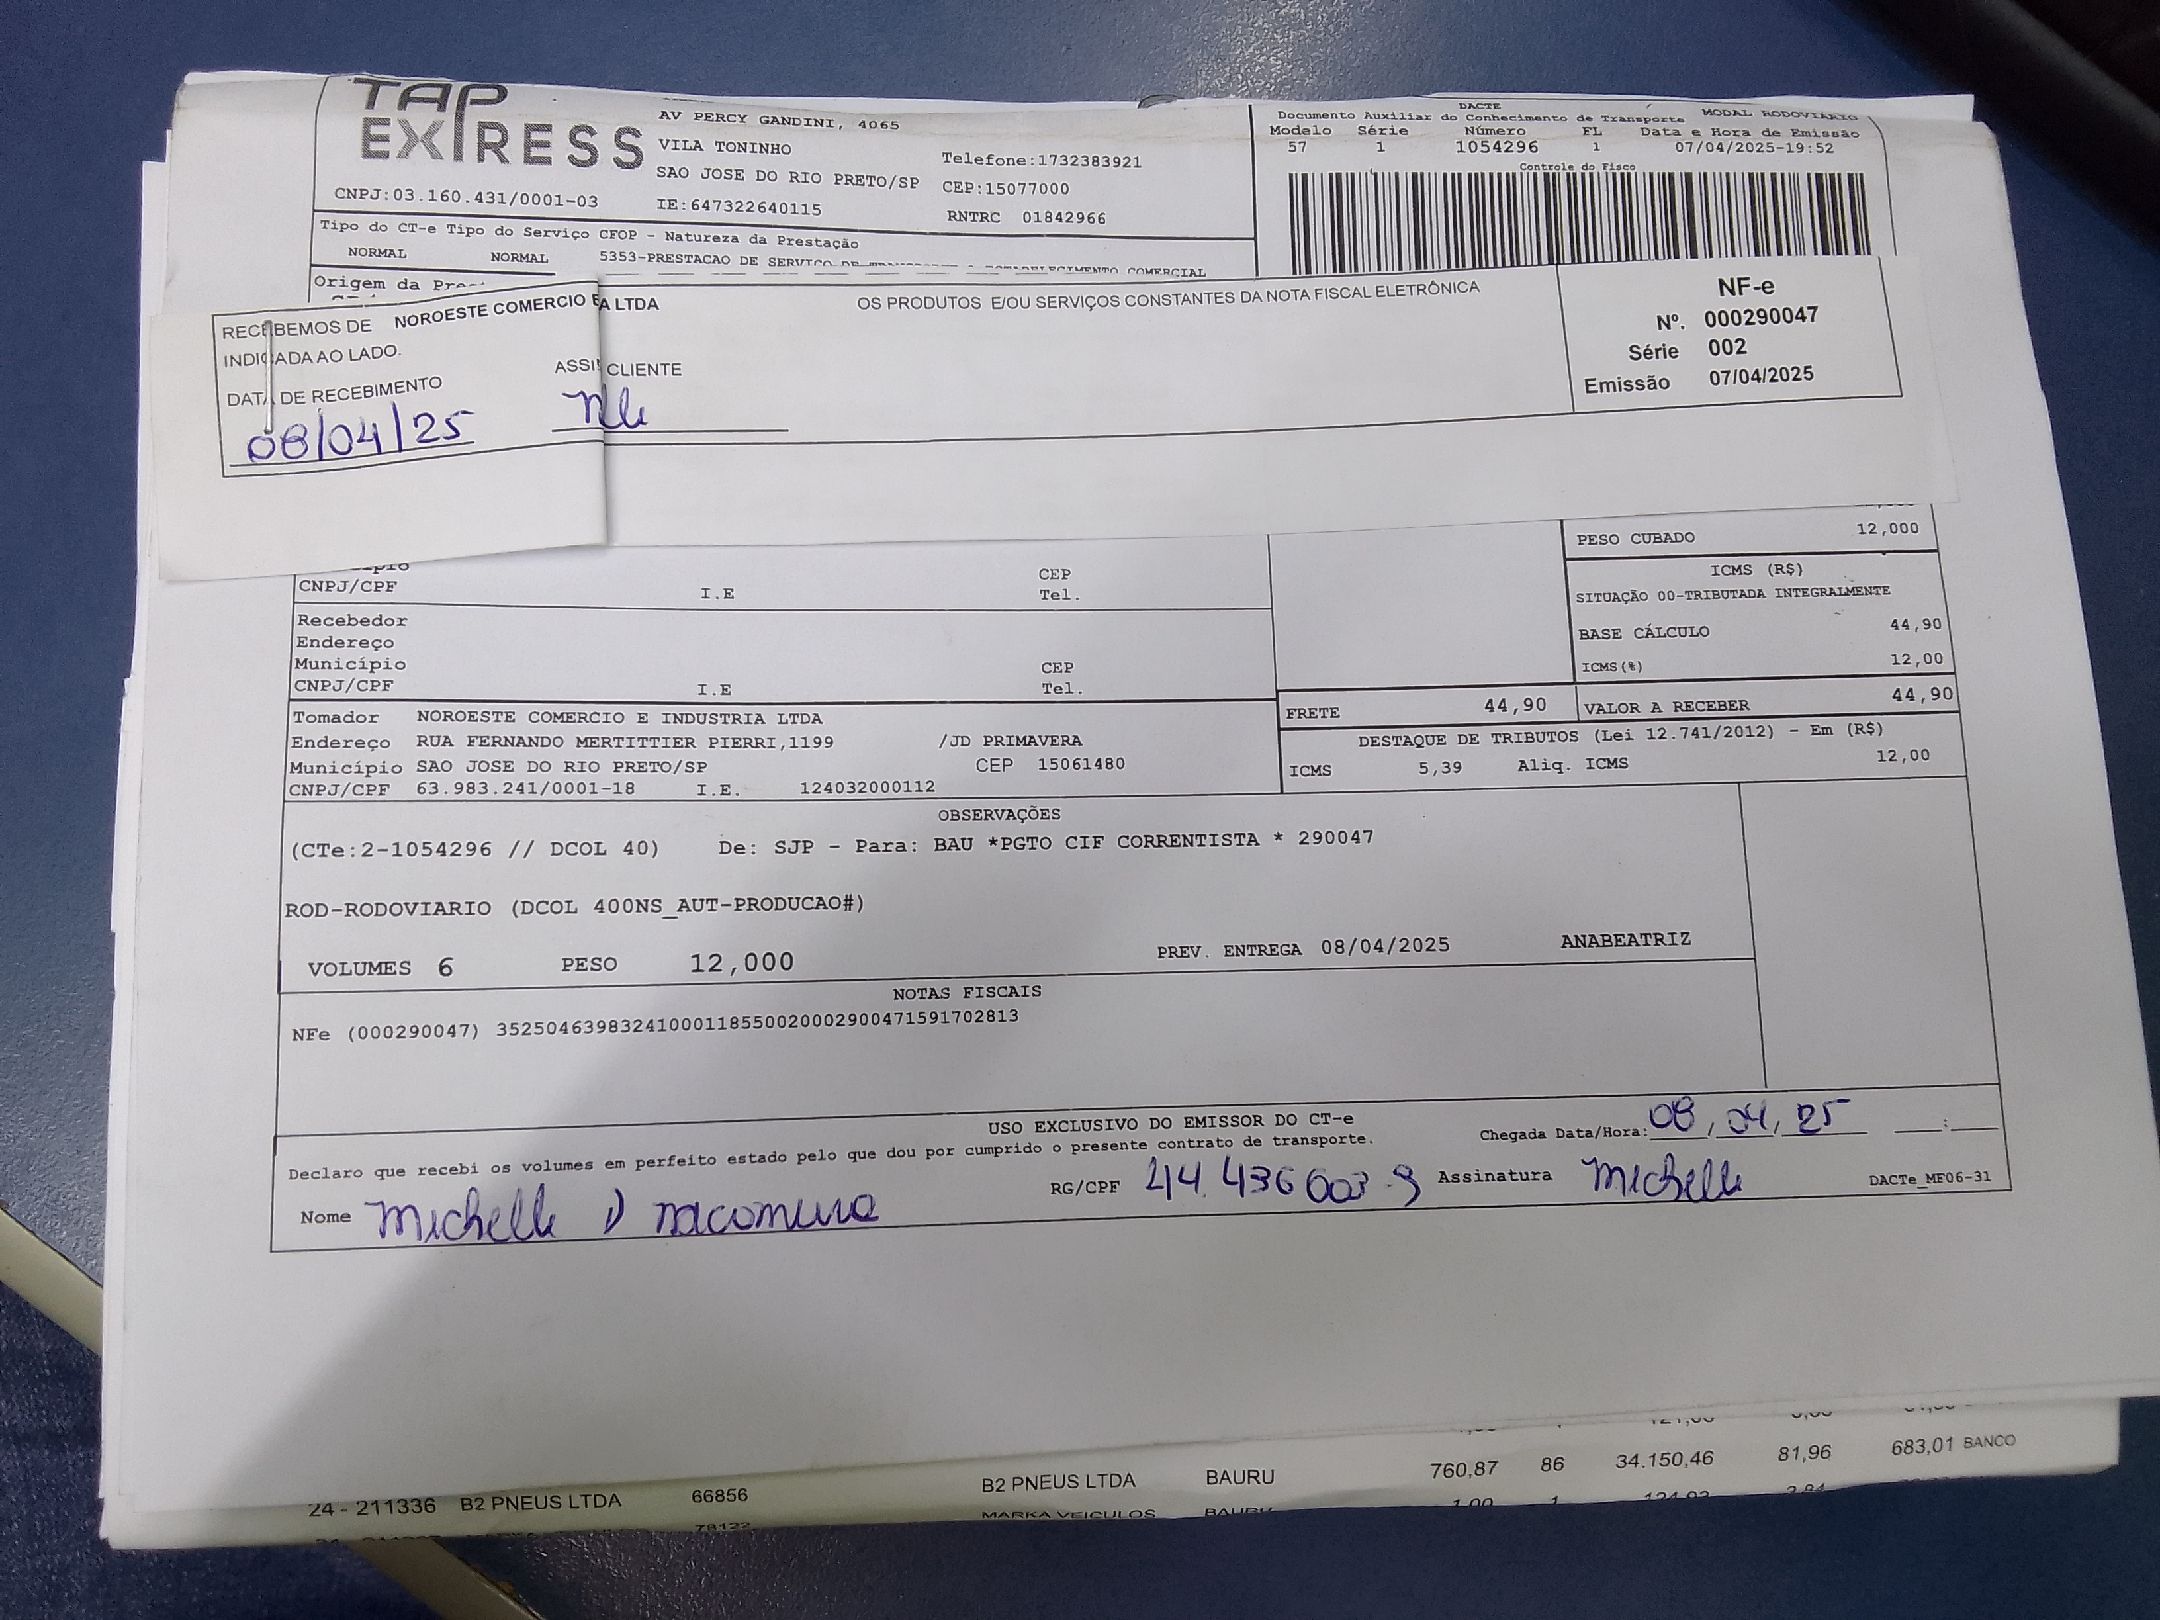 TAP
EXPRESS
CNPJ:03.160.431/0001-03
AV PERCY GANDINI, 4065
VILA TONINHO
SAO JOSE DO RIO PRETO/SP
IE:647322640115
Telefone:1732383921
CEP:15077000
RNTRC 01842966
DACTE
Documento Auxiliar do Conhecimento de Transporte MODAL RODOVIARIO
Modelo Série Número FL Data e Hora de Emissão
57 1 1054296 1 07/04/2025-19:52
Controle do Fisco
Tipo do CT-e Tipo do Serviço CFOP - Natureza da Prestação
NORMAL NORMAL 5353-PRESTACAO DE SERVICO DE ESTABELECIMENTO COMERCIAL
Origem da
RECEBEMOS DE NOROESTE COMERCIO E A LTDA OS PRODUTOS E/OU SERVIÇOS CONSTANTES DA NOTA FISCAL ELETRÔNICA
INDICADA AO LADO.
DATA DE RECEBIMENTO ASSI CLIENTE
08/04/25
NF-e
Nº. 000290047
Série 002
Emissão 07/04/2025
CNPJ/CPF I.E CEP
Tel.
Recebedor
Endereço
Município CEP
CNPJ/CPF I.E Tel.
PESO CUBADO 12,000
ICMS (R$)
SITUAÇÃO 00-TRIBUTADA INTEGRALMENTE
BASE CÁLCULO 44,90
ICMS(%) 12,00
FRETE 44,90 VALOR A RECEBER 44,90
DESTAQUE DE TRIBUTOS (Lei 12.741/2012) - Em (R$)
ICMS 5,39 Aliq. ICMS 12,00
Tomador NOROESTE COMERCIO E INDUSTRIA LTDA
Endereço RUA FERNANDO MERTITTIER PIERRI,1199 /JD PRIMAVERA
Município SAO JOSE DO RIO PRETO/SP CEP 15061480
CNPJ/CPF 63.983.241/0001-18 I.E. 124032000112
OBSERVAÇÕES
(CTe:2-1054296 // DCOL 40) De: SJP - Para: BAU *PGTO CIF CORRENTISTA * 290047
ROD-RODOVIARIO (DCOL 400NS_AUT-PRODUCAO#)
VOLUMES 6 PESO 12,000 PREV. ENTREGA 08/04/2025 ANABEATRIZ
NOTAS FISCAIS
NFe (000290047) 35250463983241000118550020002900471591702813
USO EXCLUSIVO DO EMISSOR DO CT-e
Declaro que recebi os volumes em perfeito estado pelo que dou por cumprido o presente contrato de transporte.
Chegada Data/Hora: 08, 04, 25 :
Nome Michelle D RG/CPF 44.436 603-9 Assinatura Michelle
DACTe_MF06-31
760,87 86 34.150,46 81,96 683,01 BANCO
24 - 211336 B2 PNEUS LTDA 66856 B2 PNEUS LTDA BAURU
MARKA VEICULOS BAURU